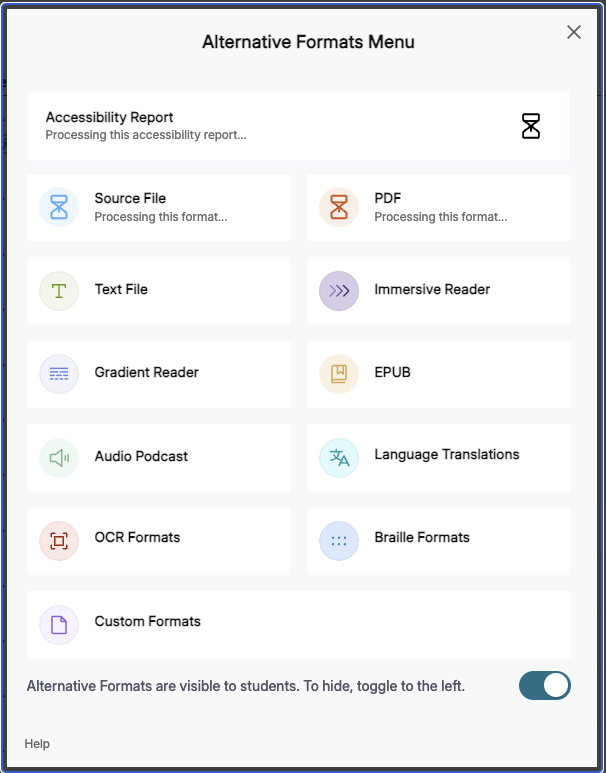 Alternative Formats Menu
Accessibility Report
Processing this accessibility report...
Source File
Processing this format...
PDF
Processing this format...
Text File
Immersive Reader
Gradient Reader
EPUB
Audio Podcast
Language Translations
OCR Formats
Braille Formats
Custom Formats
Alternative Formats are visible to students. To hide, toggle to the left.
Help